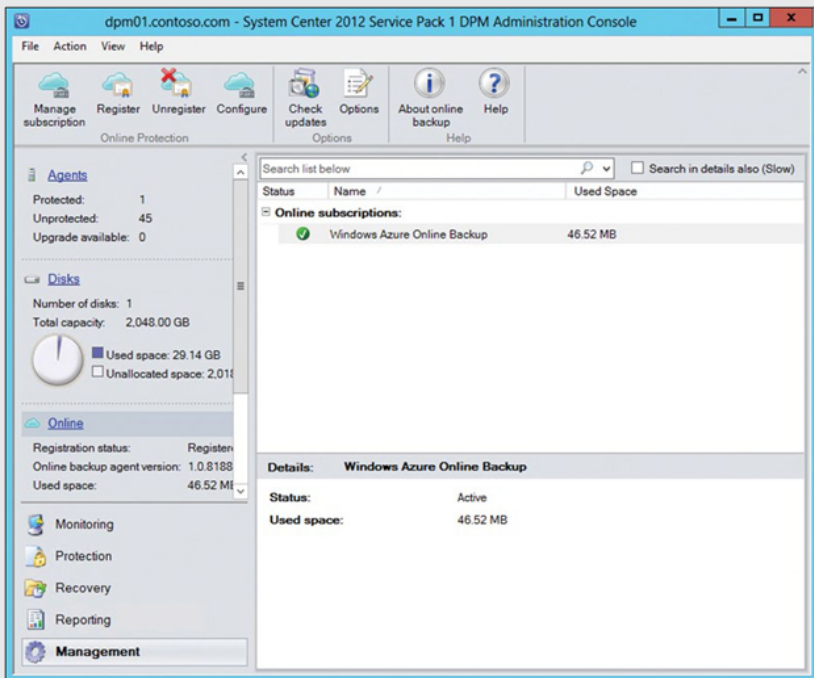 dpm01.contoso.com - System Center 2012 Service Pack 1 DPM Administration Console
File Action View Help
Manage subscription
Register
Unregister
Configure
Check updates
Options
About online backup
Help
Online Protection
Options
Help
Agents
Protected: 1
Unprotected: 45
Upgrade available: 0
Disks
Number of disks: 1
Total capacity: 2,048.00 GB
Used space: 29.14 GB
Unallocated space: 2,018
Online
Registration status: Register
Online backup agent version: 1.0.8188
Used space: 46.52 M
Monitoring
Protection
Recovery
Reporting
Management
Search list below
Search in details also (Slow)
Status Name Used Space
Online subscriptions:
Windows Azure Online Backup 46.52 MB
Details: Windows Azure Online Backup
Status: Active
Used space: 46.52 MB